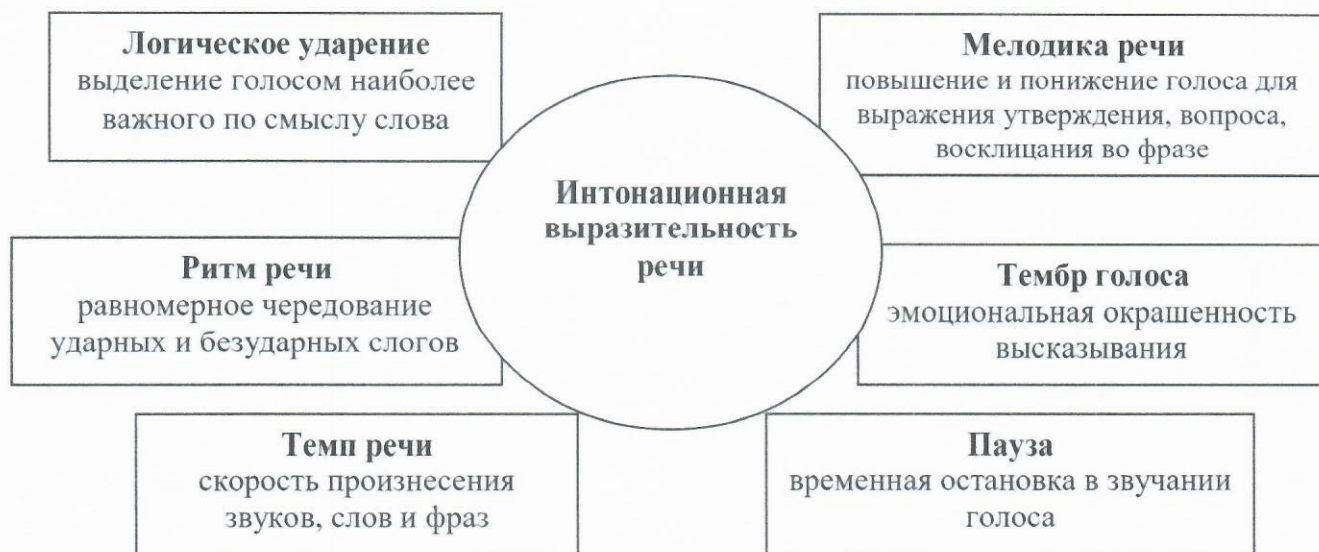 Логическое ударение
выделение голосом наиболее
важного по смыслу слова
Мелодика речи
повышение и понижение голоса для
выражения утверждения, вопроса,
восклицания во фразе
Интонационная
выразительность
речи
Ритм речи
равномерное чередование
ударных и безударных слогов
Тембр голоса
эмоциональная окрашенность
высказывания
Темп речи
скорость произнесения
звуков, слов и фраз
Пауза
временная остановка в звучании
голоса